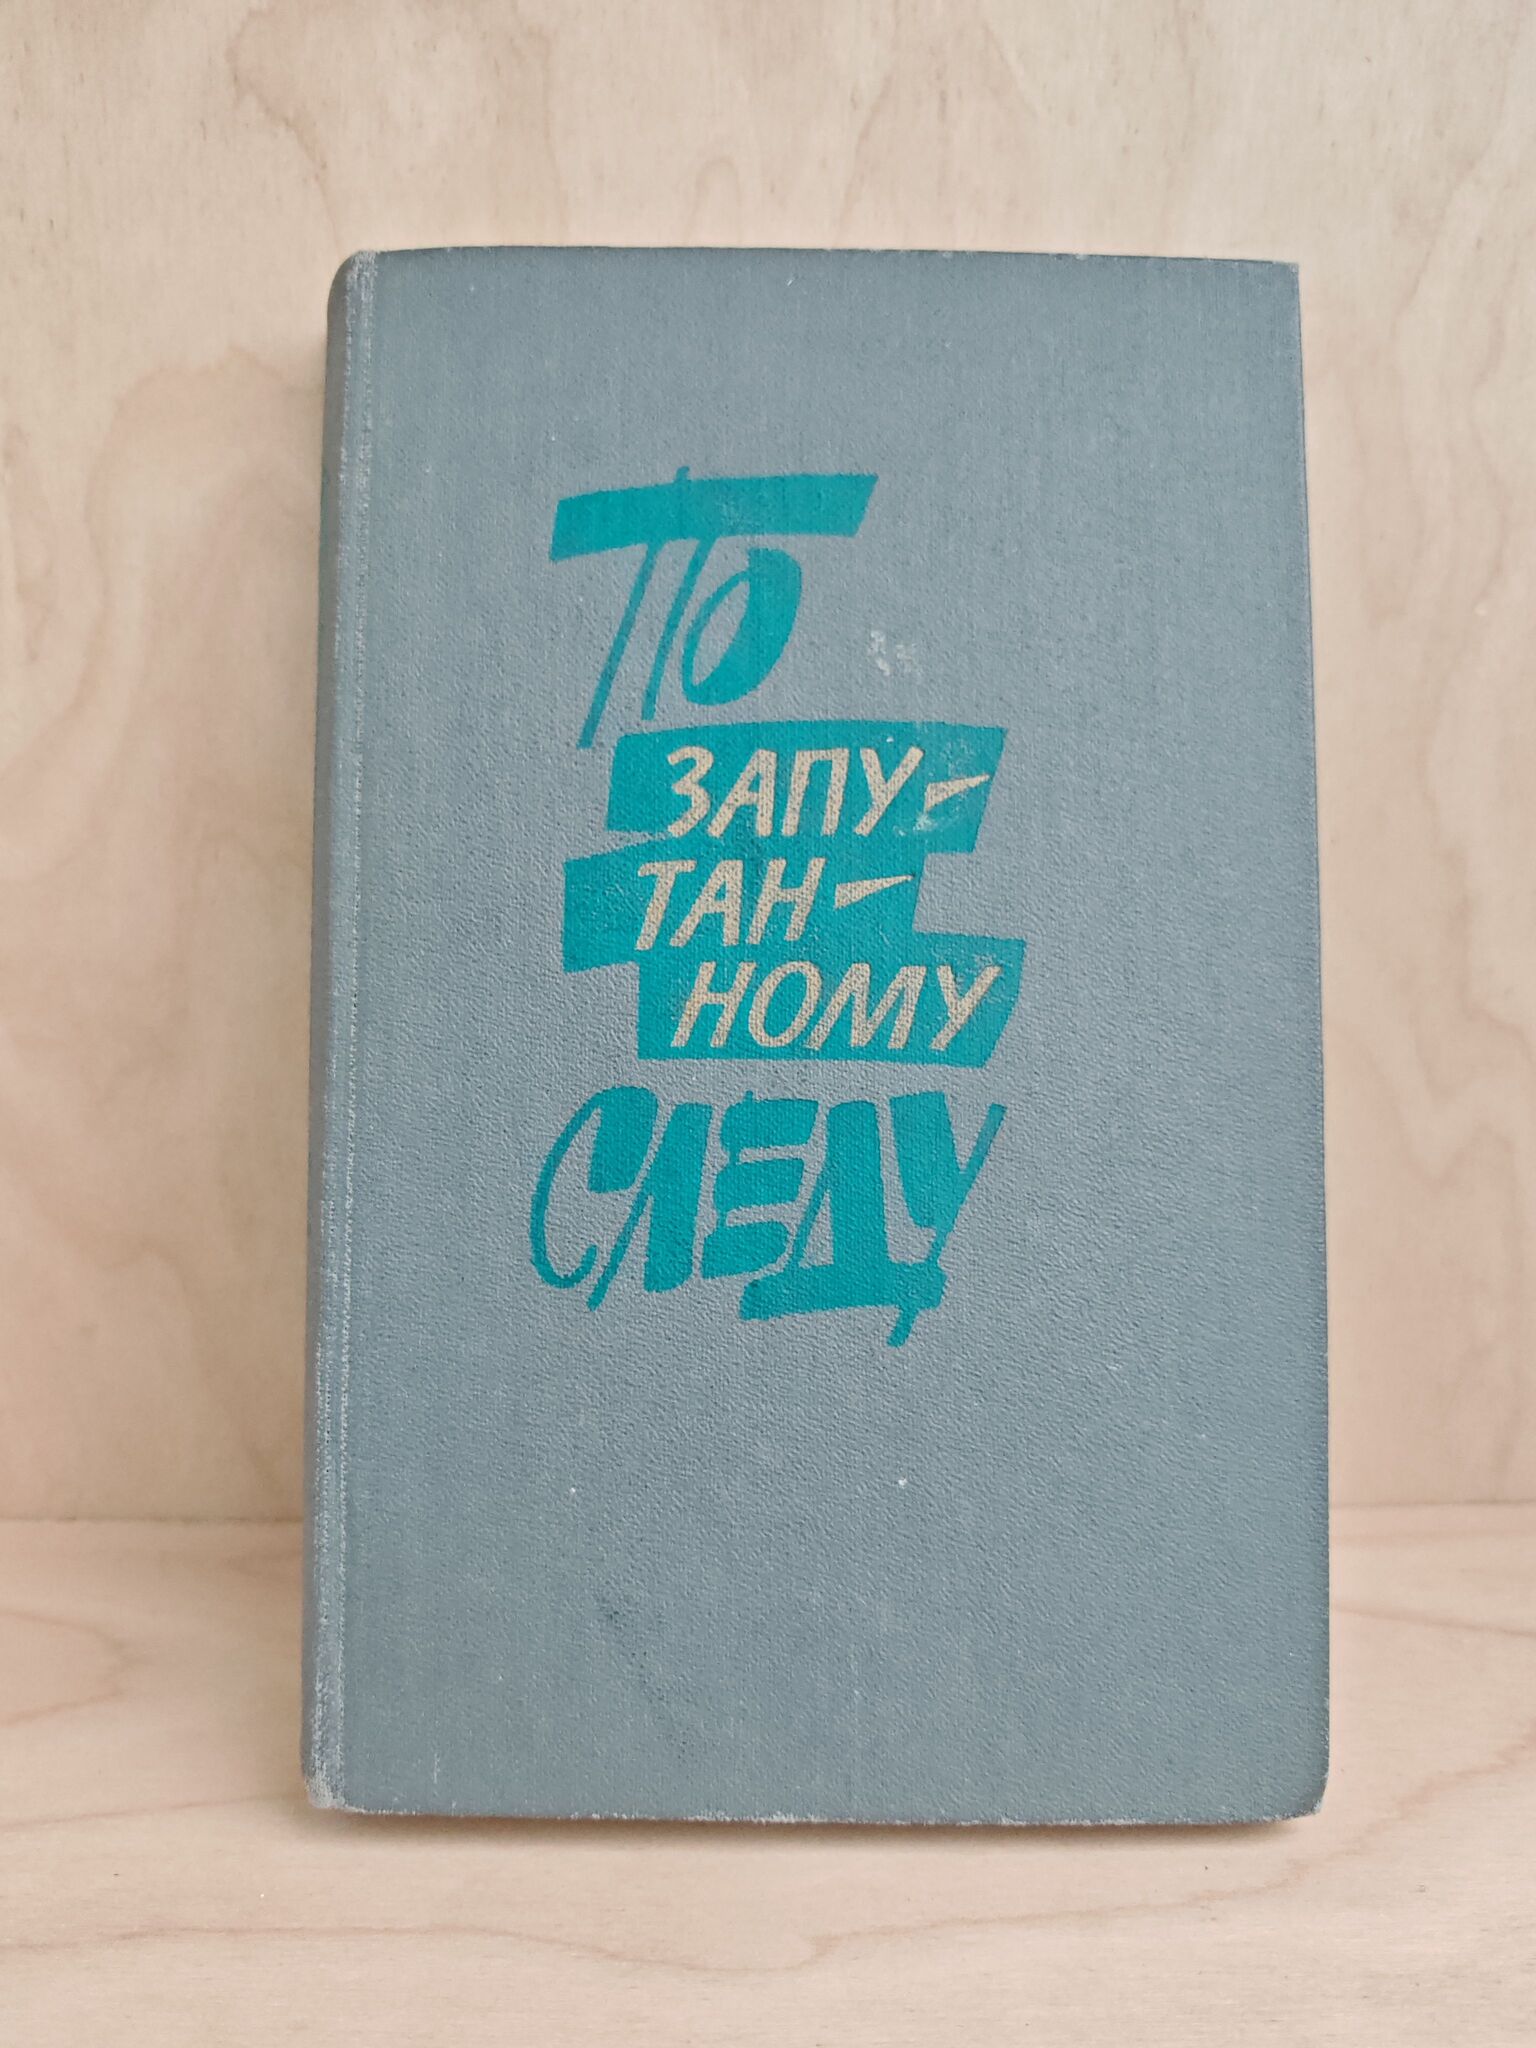 ПО
ЗАПУ-
ТАН-
НОМУ
СЛЕДУ